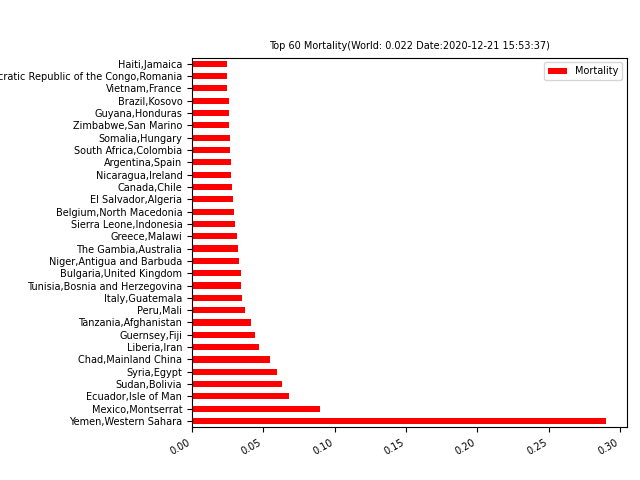 Top 60 Mortality(World: 0.022 Date:2020-12-21 15:53:37)
Mortality
Haiti,Jamaica
cratic Republic of the Congo,Romania
Vietnam,France
Brazil,Kosovo
Guyana,Honduras
Zimbabwe,San Marino
Somalia,Hungary
South Africa,Colombia
Argentina,Spain
Nicaragua,Ireland
Canada,Chile
El Salvador,Algeria
Belgium,North Macedonia
Sierra Leone,Indonesia
Greece,Malawi
The Gambia,Australia
Niger,Antigua and Barbuda
Bulgaria,United Kingdom
Tunisia,Bosnia and Herzegovina
Italy,Guatemala
Peru,Mali
Tanzania,Afghanistan
Guernsey,Fiji
Liberia,Iran
Chad,Mainland China
Syria,Egypt
Sudan,Bolivia
Ecuador,Isle of Man
Mexico,Montserrat
Yemen,Western Sahara
0.00 0.05 0.10 0.15 0.20 0.25 0.30